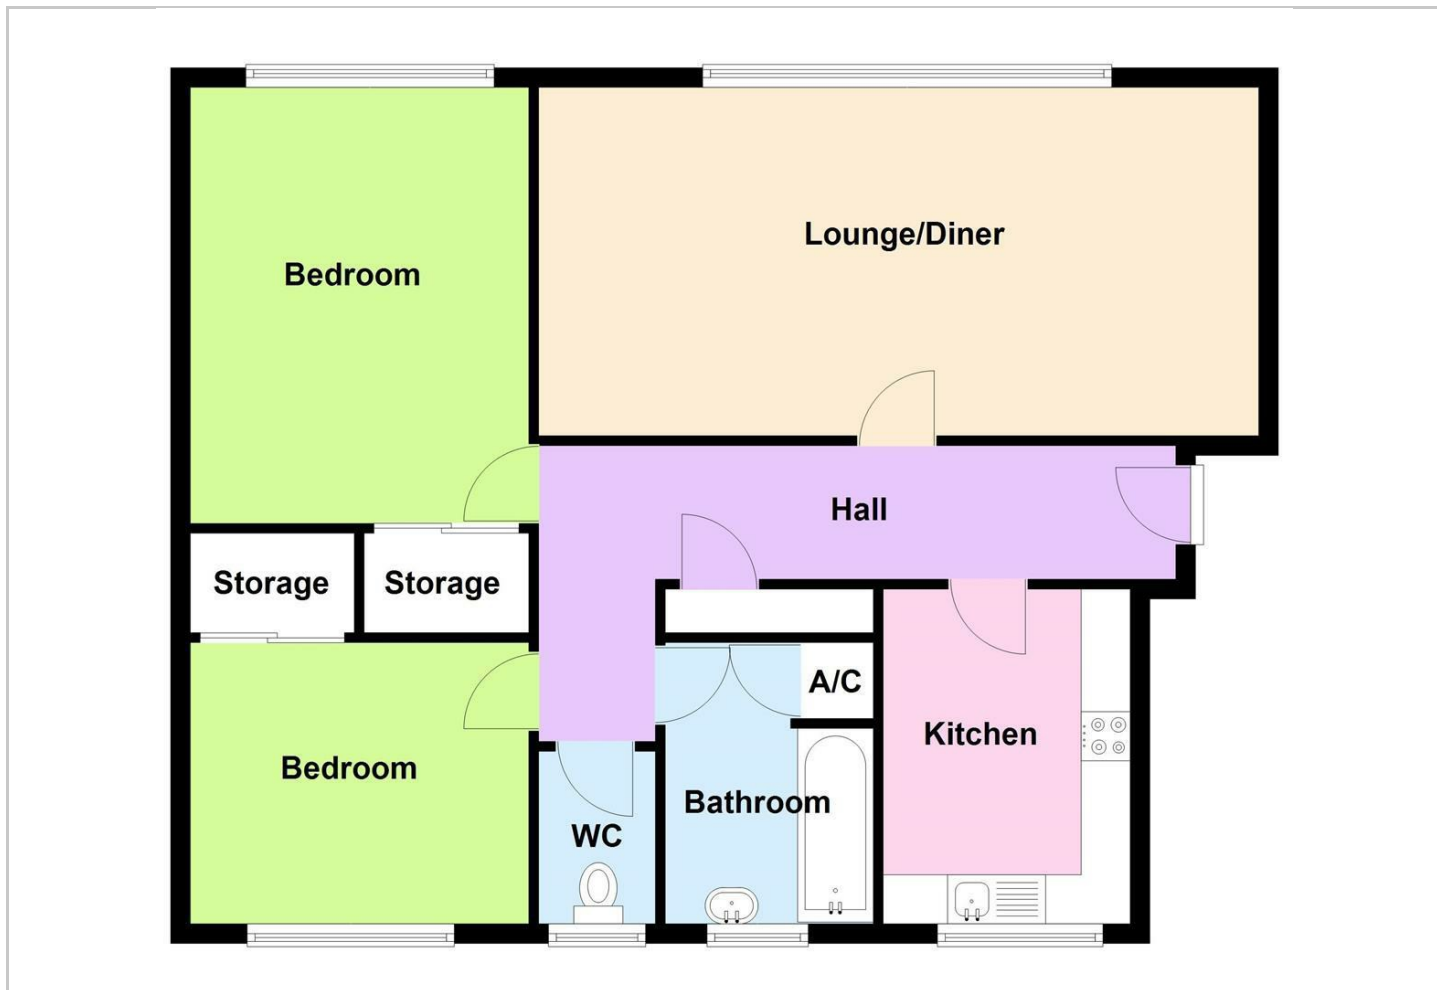 Lounge/Diner
Bedroom
Hall
Storage
Storage
A/C
Kitchen
Bedroom
Bathroom
WC